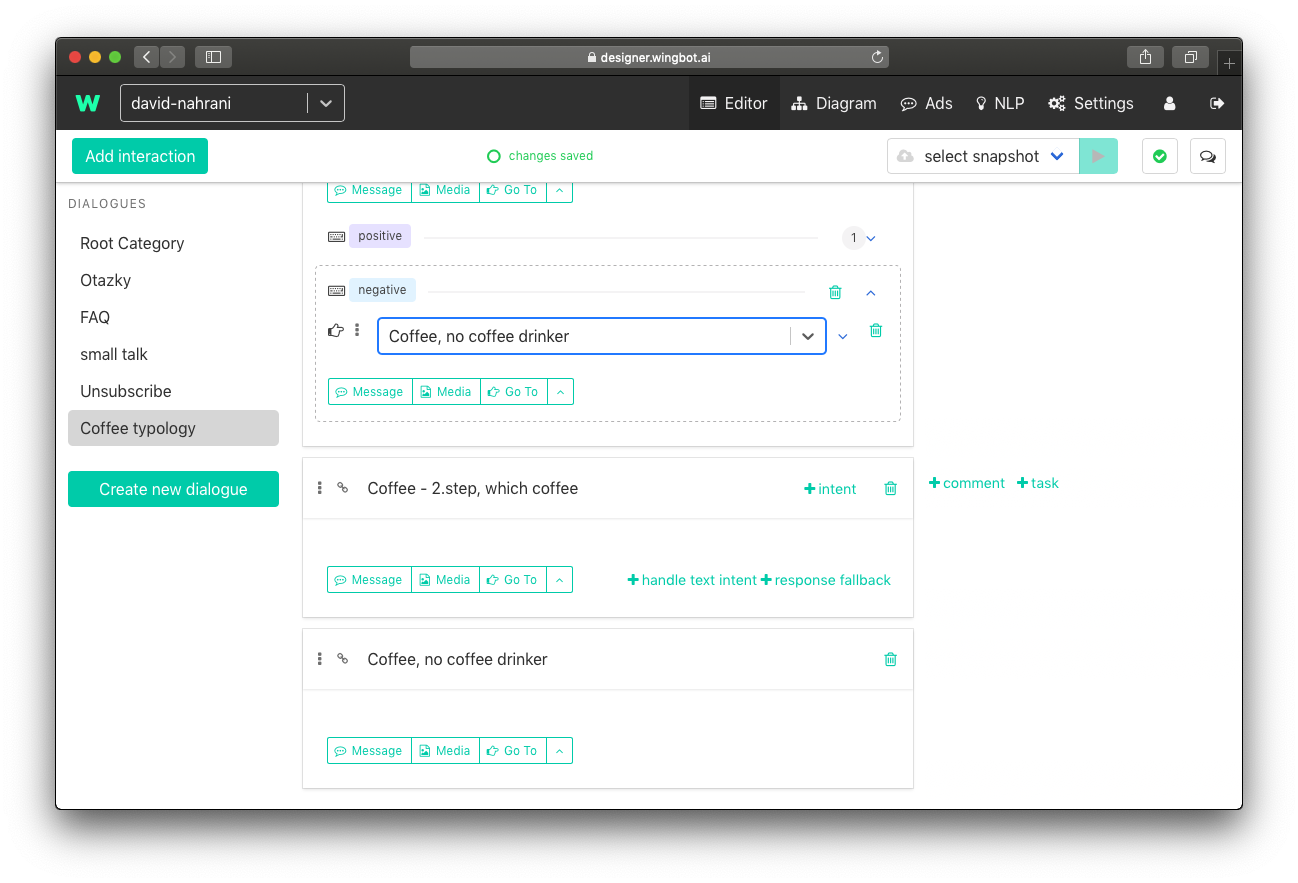 designer.wingbot.ai
W
david-nahrani
Editor
Diagram
Ads
NLP
Settings
Add interaction
changes saved
select snapshot
DIALOGUES
Root Category
Otazky
FAQ
small talk
Unsubscribe
Coffee typology
Create new dialogue
Message Media Go To
positive 1
negative
Coffee, no coffee drinker
Message Media Go To
Coffee - 2.step, which coffee +intent
+comment +task
Message Media Go To +handle text intent +response fallback
Coffee, no coffee drinker
Message Media Go To